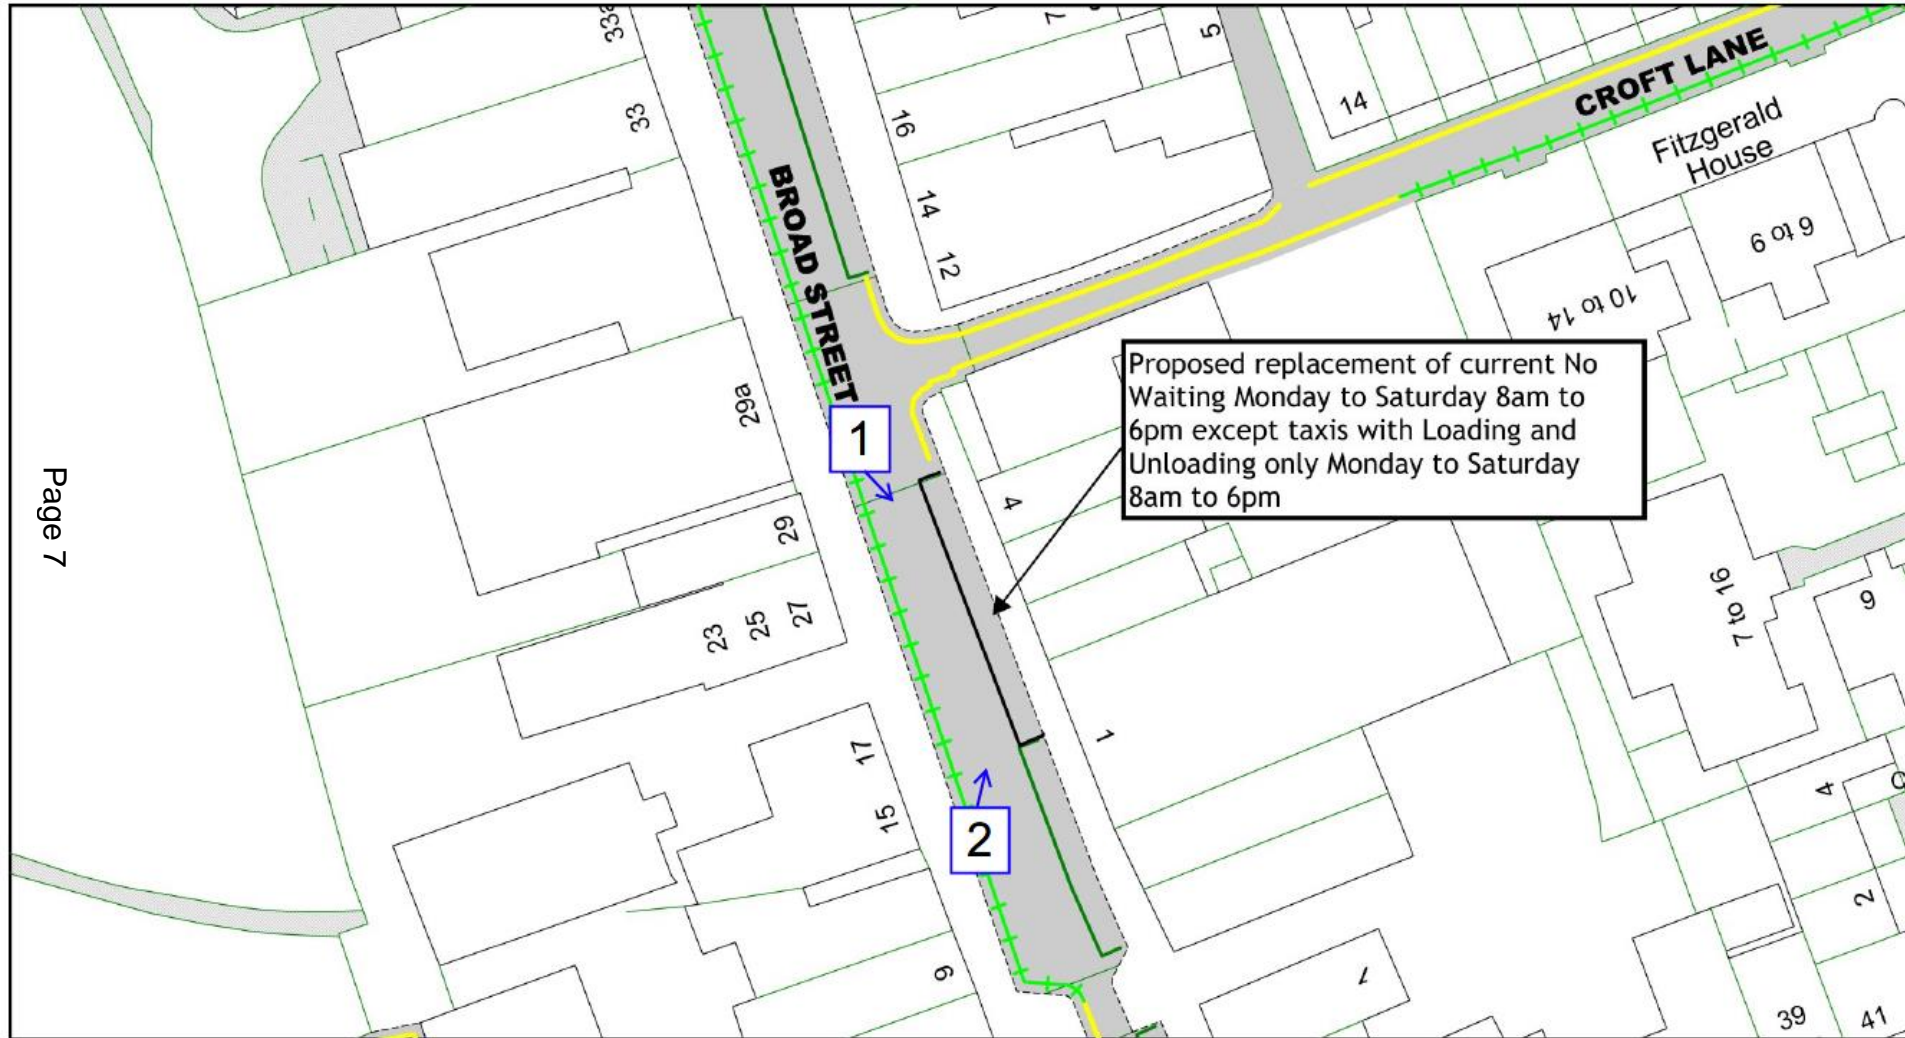 33a
33
7
5
16
14
12
14
CROFT LANE
Fitzgerald
House
6 to 9
10 to 14
BROAD STREET
29a
1
Proposed replacement of current No
Waiting Monday to Saturday 8am to
6pm except taxis with Loading and
Unloading only Monday to Saturday
8am to 6pm
4
29
27
25
23
7 to 16
17
1
15
2
9
1
4
2
39
41
Page 7